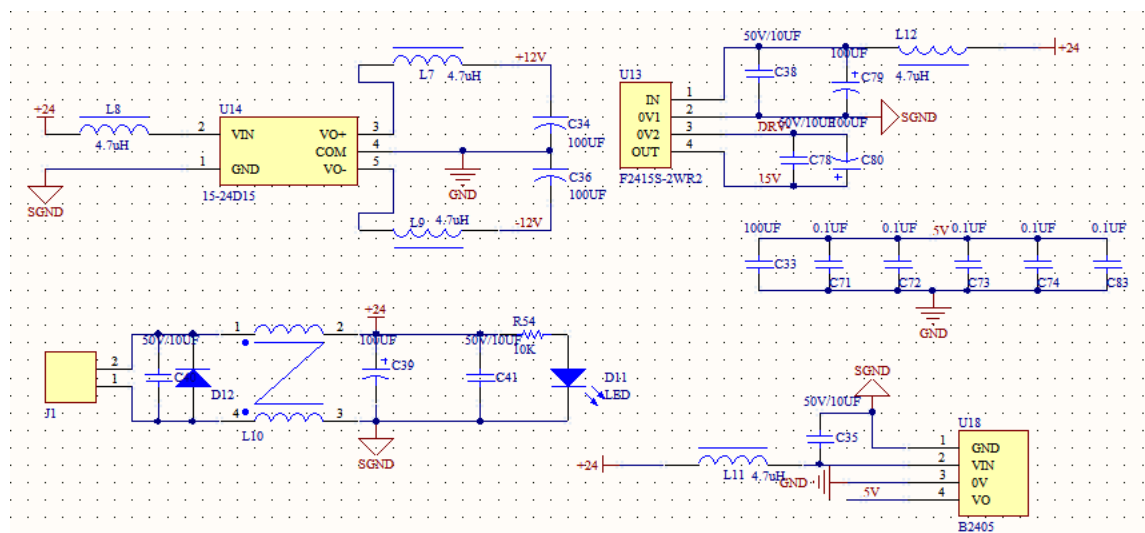 L7 4.7uH
+12V
+24
L8
4.7uH
U14
2 VIN VO+ 3
COM 4
1 GND VO- 5
15-24D15
SGND
GND
C34
100UF
C36
100UF
L9 4.7uH
-12V
50V/10UF
C38
100UF
C79
L12
4.7uH
+24
U13
1 IN
2 0V1
3 0V2
4 OUT
F2415S-2WR2
SGND
DRV-
50V/10UF
C78
100UF
C80
15V
100UF 0.1UF 0.1UF 5V 0.1UF 0.1UF 0.1UF
C33 C71 C72 C73 C74 C83
GND
J1
2
1
50V/10UF
D12
1 2
4 3
L10
+24
100UF
C39
SGND
50V/10UF
C41
R54
10K
D11
LED
SGND
50V/10UF
C35
+24
L11 4.7uH
GND
5V
U18
1 GND
2 VIN
3 0V
4 VO
B2405